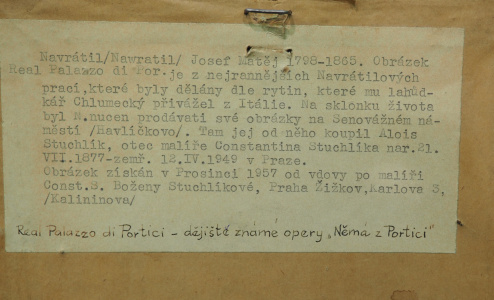 Navrátil/Nawratil/ Josef Matěj 1798-1865. Obrázek
Real Palawzo di Por.je z nejrannějších Navrátilových
prací,které byly dělány dle rytin, které mu lahůd-
kář Chlumecký přivážel z Itálie. Na sklonku života
byl N.nucen prodávati své obrázky na Senovážném ná-
městí /Havlíčkovo/. Tam jej od něho koupil Alois
Stuchlík, otec malíře Constantina Stuchlíka nar.21.
VII.1877-zemř. 12.IV.1949 v Praze.
Obrázek získán v Prosinci 1957 od vdovy po malíři
Const.S. Boženy Stuchlíkové, Praha Žižkov,Karlova 3,
/Kalininova/
Real Palazzo di Portici - dějiště známé opery „Němá z Portici"